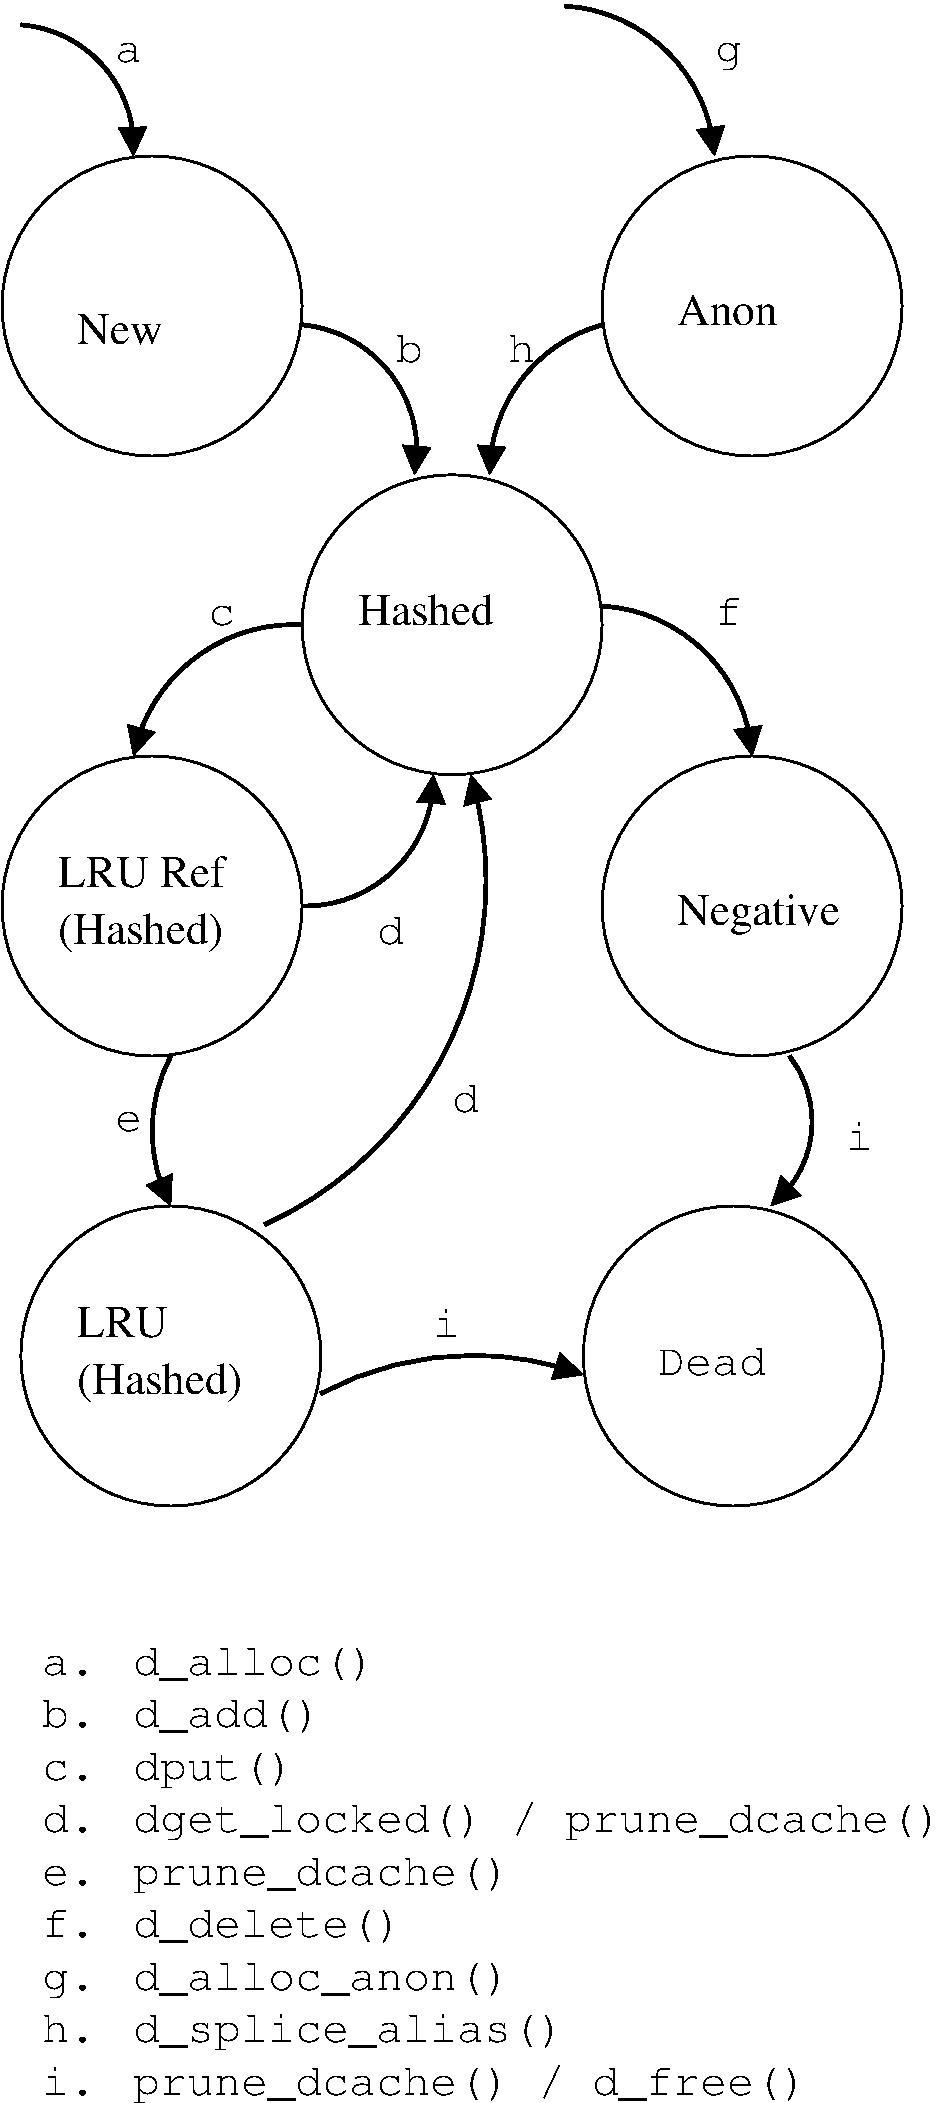 a
g
New
Anon
b
h
Hashed
c
f
LRU Ref
(Hashed)
d
Negative
e
d
i
LRU
(Hashed)
i
Dead
a. d_alloc()
b. d_add()
c. dput()
d. dget_locked() / prune_dcache()
e. prune_dcache()
f. d_delete()
g. d_alloc_anon()
h. d_splice_alias()
i. prune_dcache() / d_free()